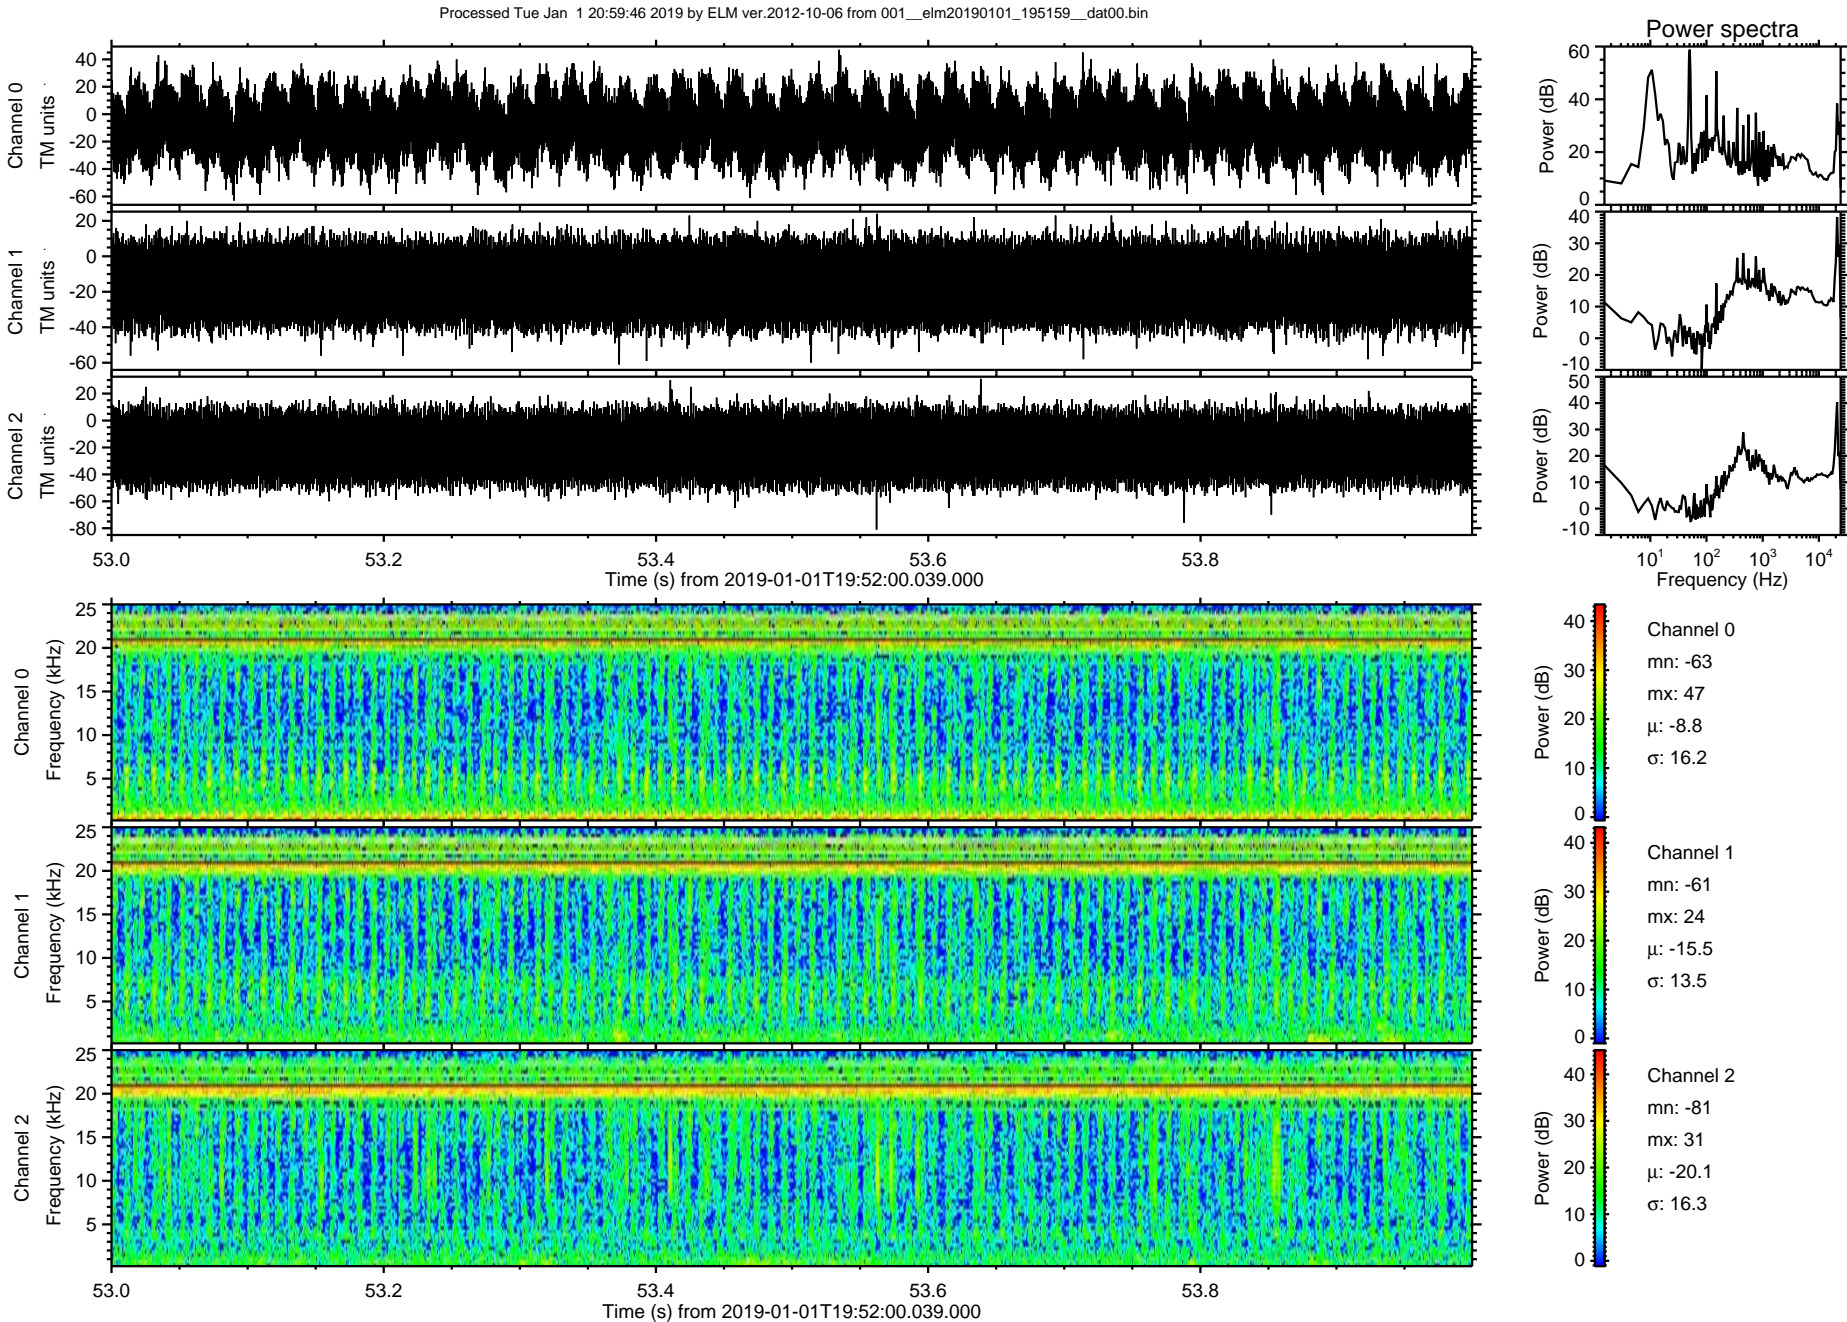 Processed Tue Jan  1 20:59:46 2019 by ELM ver.2012-10-06 from 001__elm20190101_195159__dat00.bin
Power spectra
Channel 0
TM units
40
20
0
-20
-40
-60
Power (dB)
60
40
20
0
Channel 1
TM units
20
0
-20
-40
-60
Power (dB)
40
30
20
10
0
-10
Channel 2
TM units
20
0
-20
-40
-60
-80
Power (dB)
50
40
30
20
10
0
-10
53.0 53.2 53.4 53.6 53.8
Time (s) from 2019-01-01T19:52:00.039.000
10^1 10^2 10^3 10^4
Frequency (Hz)
Channel 0
Frequency (kHz)
25
20
15
10
5
Power (dB)
40
30
20
10
0
Channel 0
mn: -63
mx: 47
μ: -8.8
σ: 16.2
Channel 1
Frequency (kHz)
25
20
15
10
5
Power (dB)
40
30
20
10
0
Channel 1
mn: -61
mx: 24
μ: -15.5
σ: 13.5
Channel 2
Frequency (kHz)
25
20
15
10
5
Power (dB)
40
30
20
10
0
Channel 2
mn: -81
mx: 31
μ: -20.1
σ: 16.3
53.0 53.2 53.4 53.6 53.8
Time (s) from 2019-01-01T19:52:00.039.000